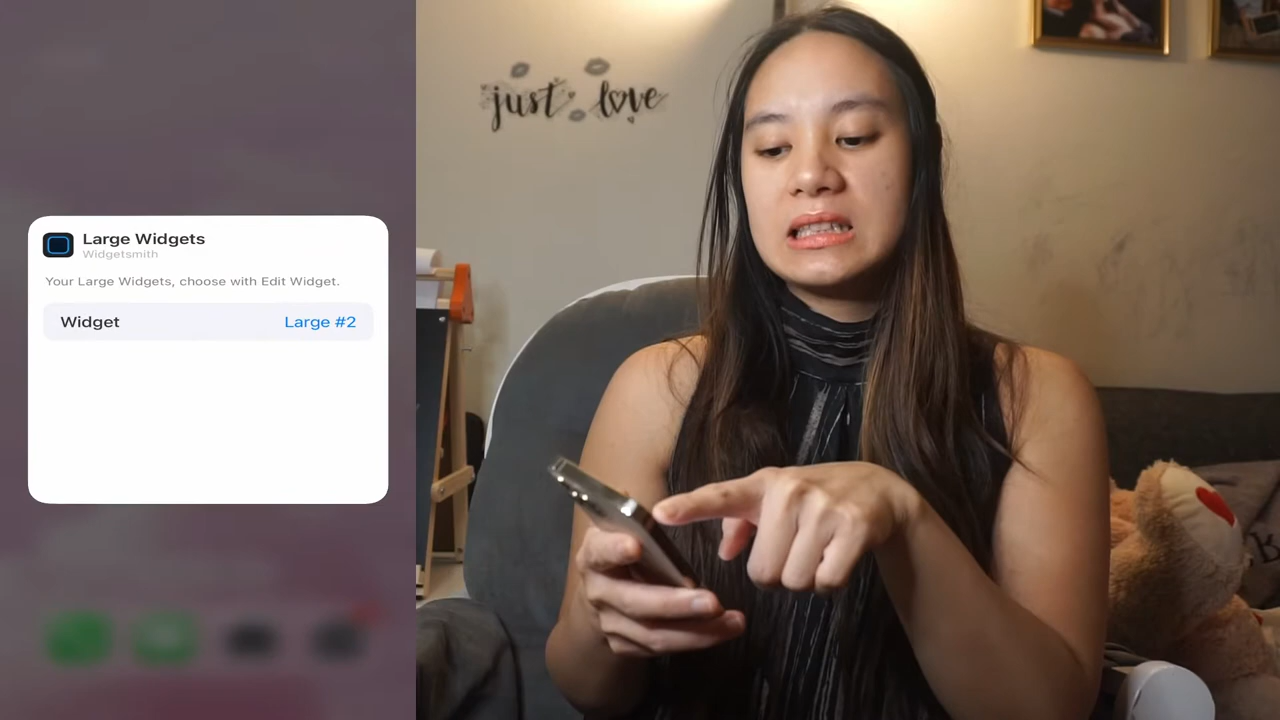 Large Widgets
Widgetsmith
Your Large Widgets, choose with Edit Widget.
Widget Large #2
just love